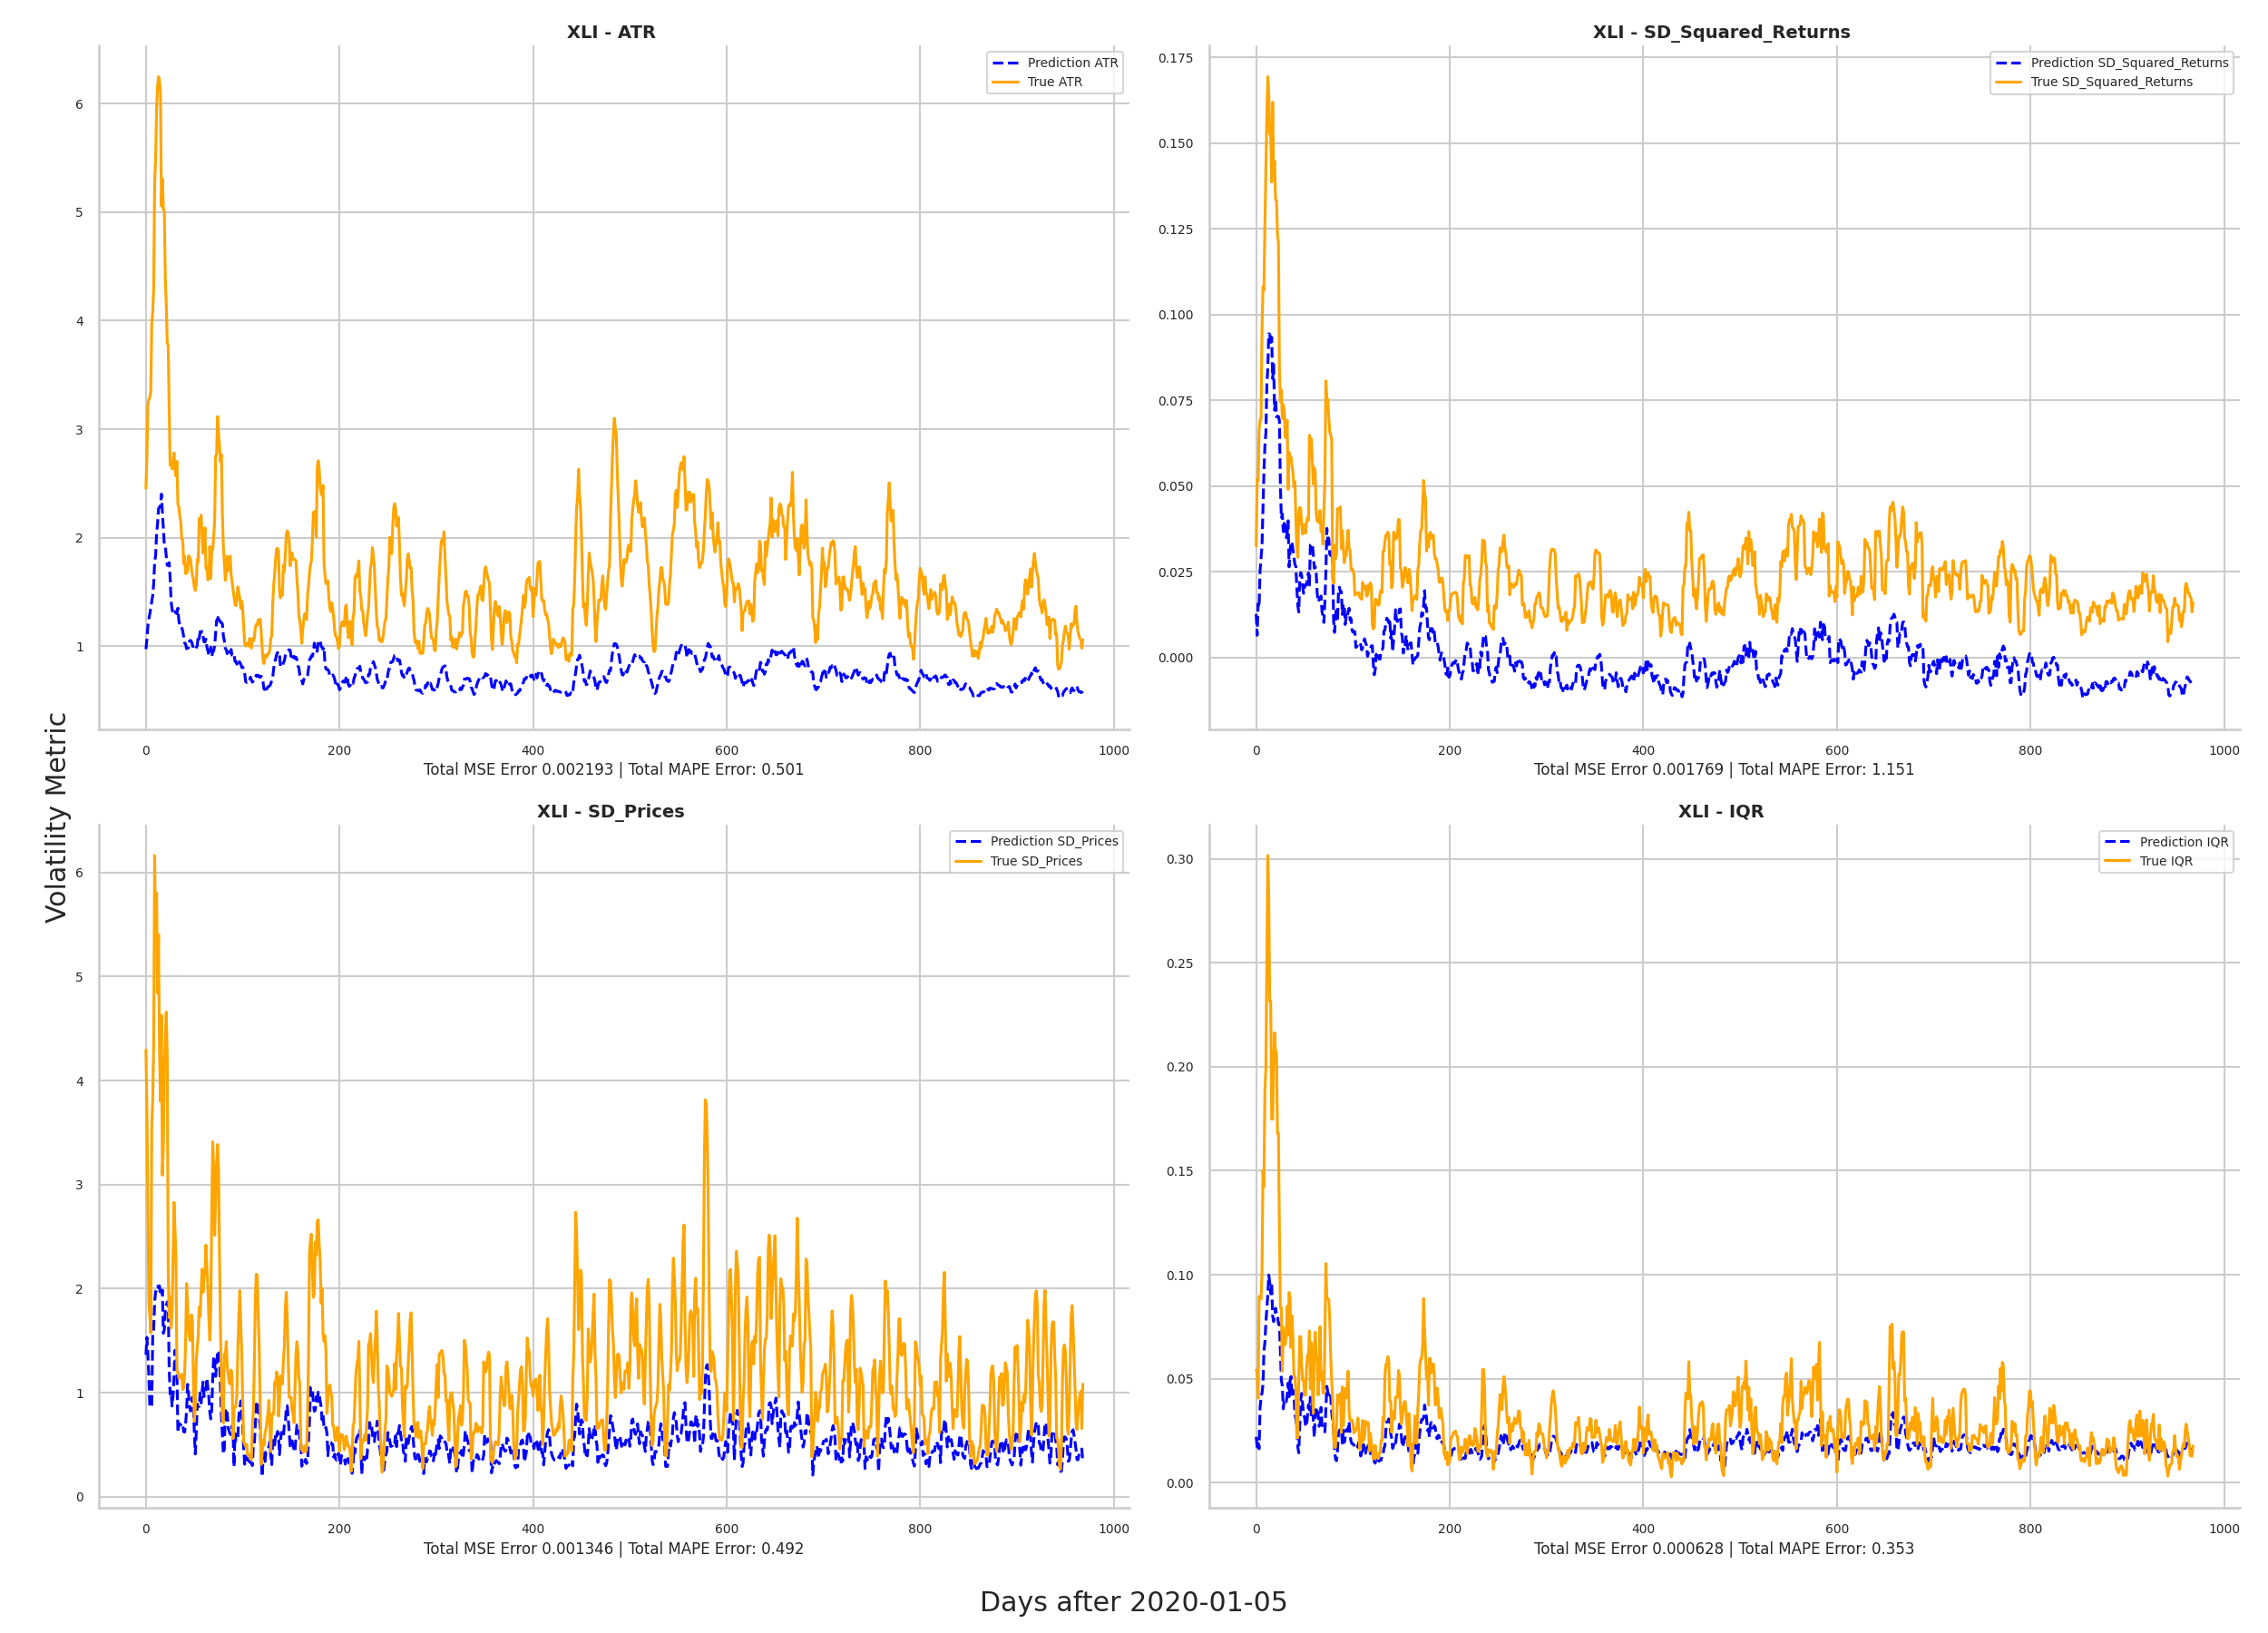 XLI - ATR
Prediction ATR
True ATR
6
5
4
3
2
1
0
200
400
600
800
1000
Total MSE Error 0.002193 | Total MAPE Error: 0.501
XLI - SD_Squared_Returns
Prediction SD_Squared_Returns
True SD_Squared_Returns
0.175
0.150
0.125
0.100
0.075
0.050
0.025
0.000
0
200
400
600
800
1000
Total MSE Error 0.001769 | Total MAPE Error: 1.151
Volatility Metric
XLI - SD_Prices
Prediction SD_Prices
True SD_Prices
6
5
4
3
2
1
0
0
200
400
600
800
1000
Total MSE Error 0.001346 | Total MAPE Error: 0.492
XLI - IQR
Prediction IQR
True IQR
0.30
0.25
0.20
0.15
0.10
0.05
0.00
0
200
400
600
800
1000
Total MSE Error 0.000628 | Total MAPE Error: 0.353
Days after 2020-01-05